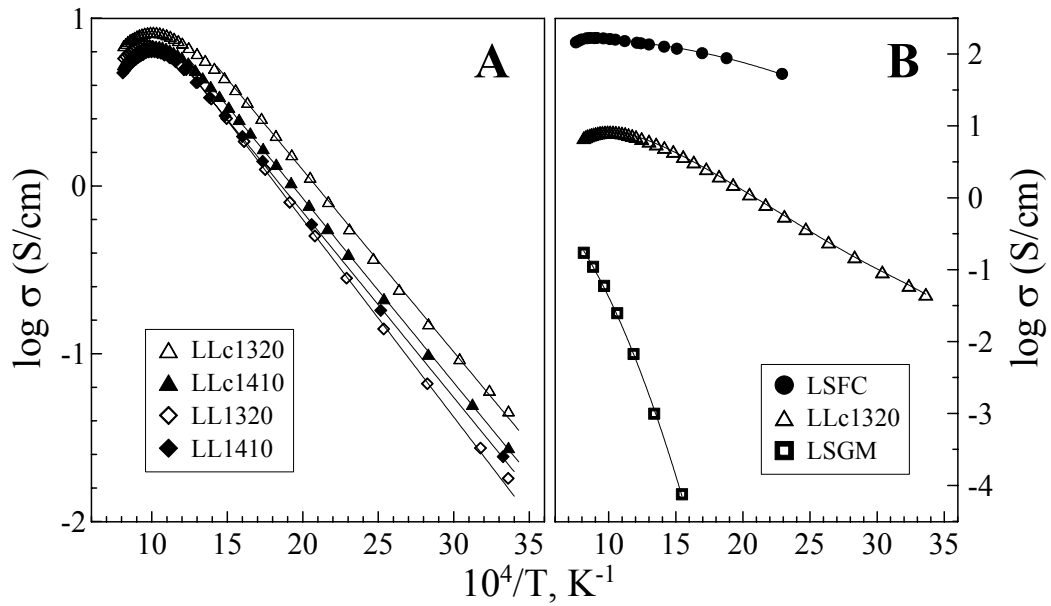 A
B
log σ (S/cm)
1
0
-1
-2
LLc1320
LLc1410
LL1320
LL1410
10 15 20 25 30 35
LSFC
LLc1320
LSGM
10 15 20 25 30 35
2
1
0
-1
-2
-3
-4
log σ (S/cm)
10⁴/T, K⁻¹